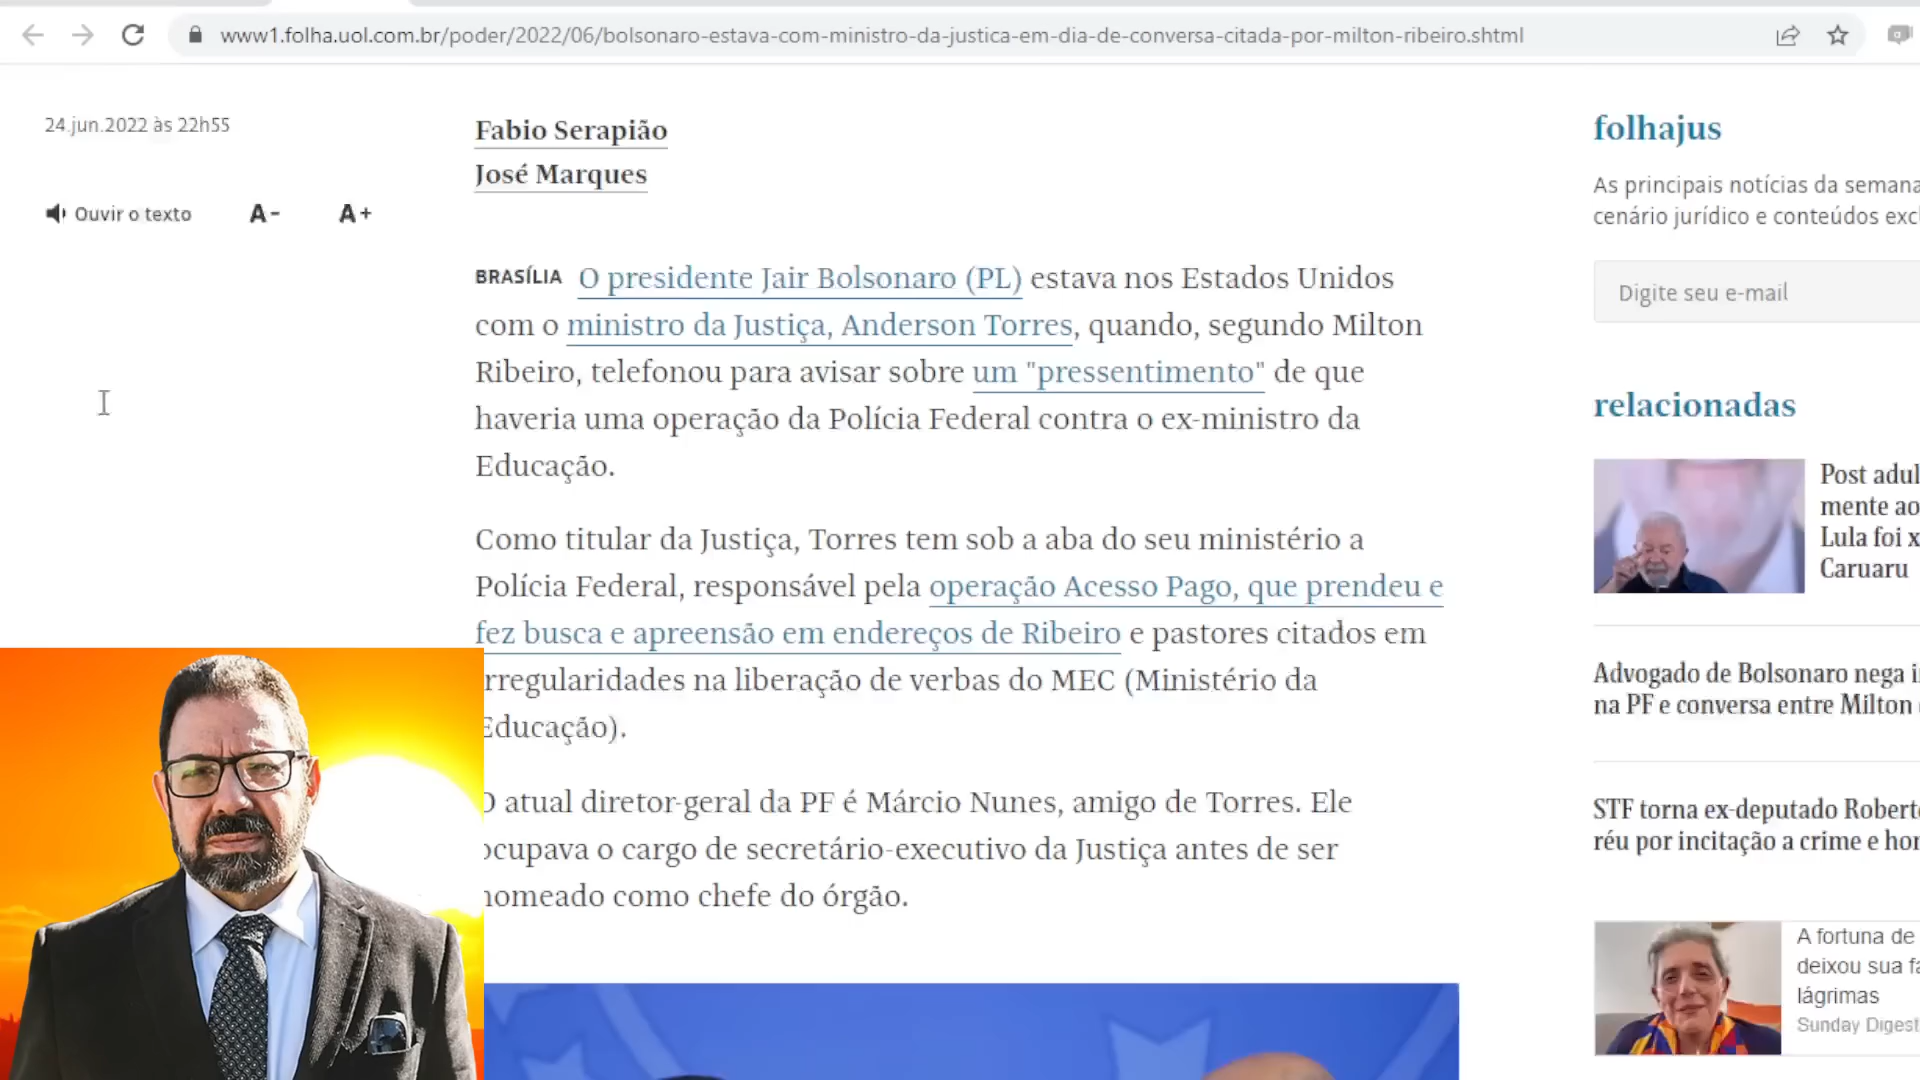 www1.folha.uol.com.br/poder/2022/06/bolsonaro-estava-com-ministro-da-justica-em-dia-de-conversa-citada-por-milton-ribeiro.shtml
24.jun.2022 às 22h55
Ouvir o texto A- A+
Fabio Serapião
José Marques
BRASÍLIA O presidente Jair Bolsonaro (PL) estava nos Estados Unidos
com o ministro da Justiça, Anderson Torres, quando, segundo Milton
Ribeiro, telefonou para avisar sobre um "pressentimento" de que
haveria uma operação da Polícia Federal contra o ex-ministro da
Educação.
Como titular da Justiça, Torres tem sob a aba do seu ministério a
Polícia Federal, responsável pela operação Acesso Pago, que prendeu e
fez busca e apreensão em endereços de Ribeiro e pastores citados em
rregularidades na liberação de verbas do MEC (Ministério da
Educação).
O atual diretor-geral da PF é Márcio Nunes, amigo de Torres. Ele
ocupava o cargo de secretário-executivo da Justiça antes de ser
nomeado como chefe do órgão.
folhajus
As principais notícias da semana
cenário jurídico e conteúdos excl
Digite seu e-mail
relacionadas
Post adul
mente ao
Lula foi x
Caruaru
Advogado de Bolsonaro nega i
na PF e conversa entre Milton
STF torna ex-deputado Robert
réu por incitação a crime e ho
A fortuna de
deixou sua fa
lágrimas
Sunday Digest